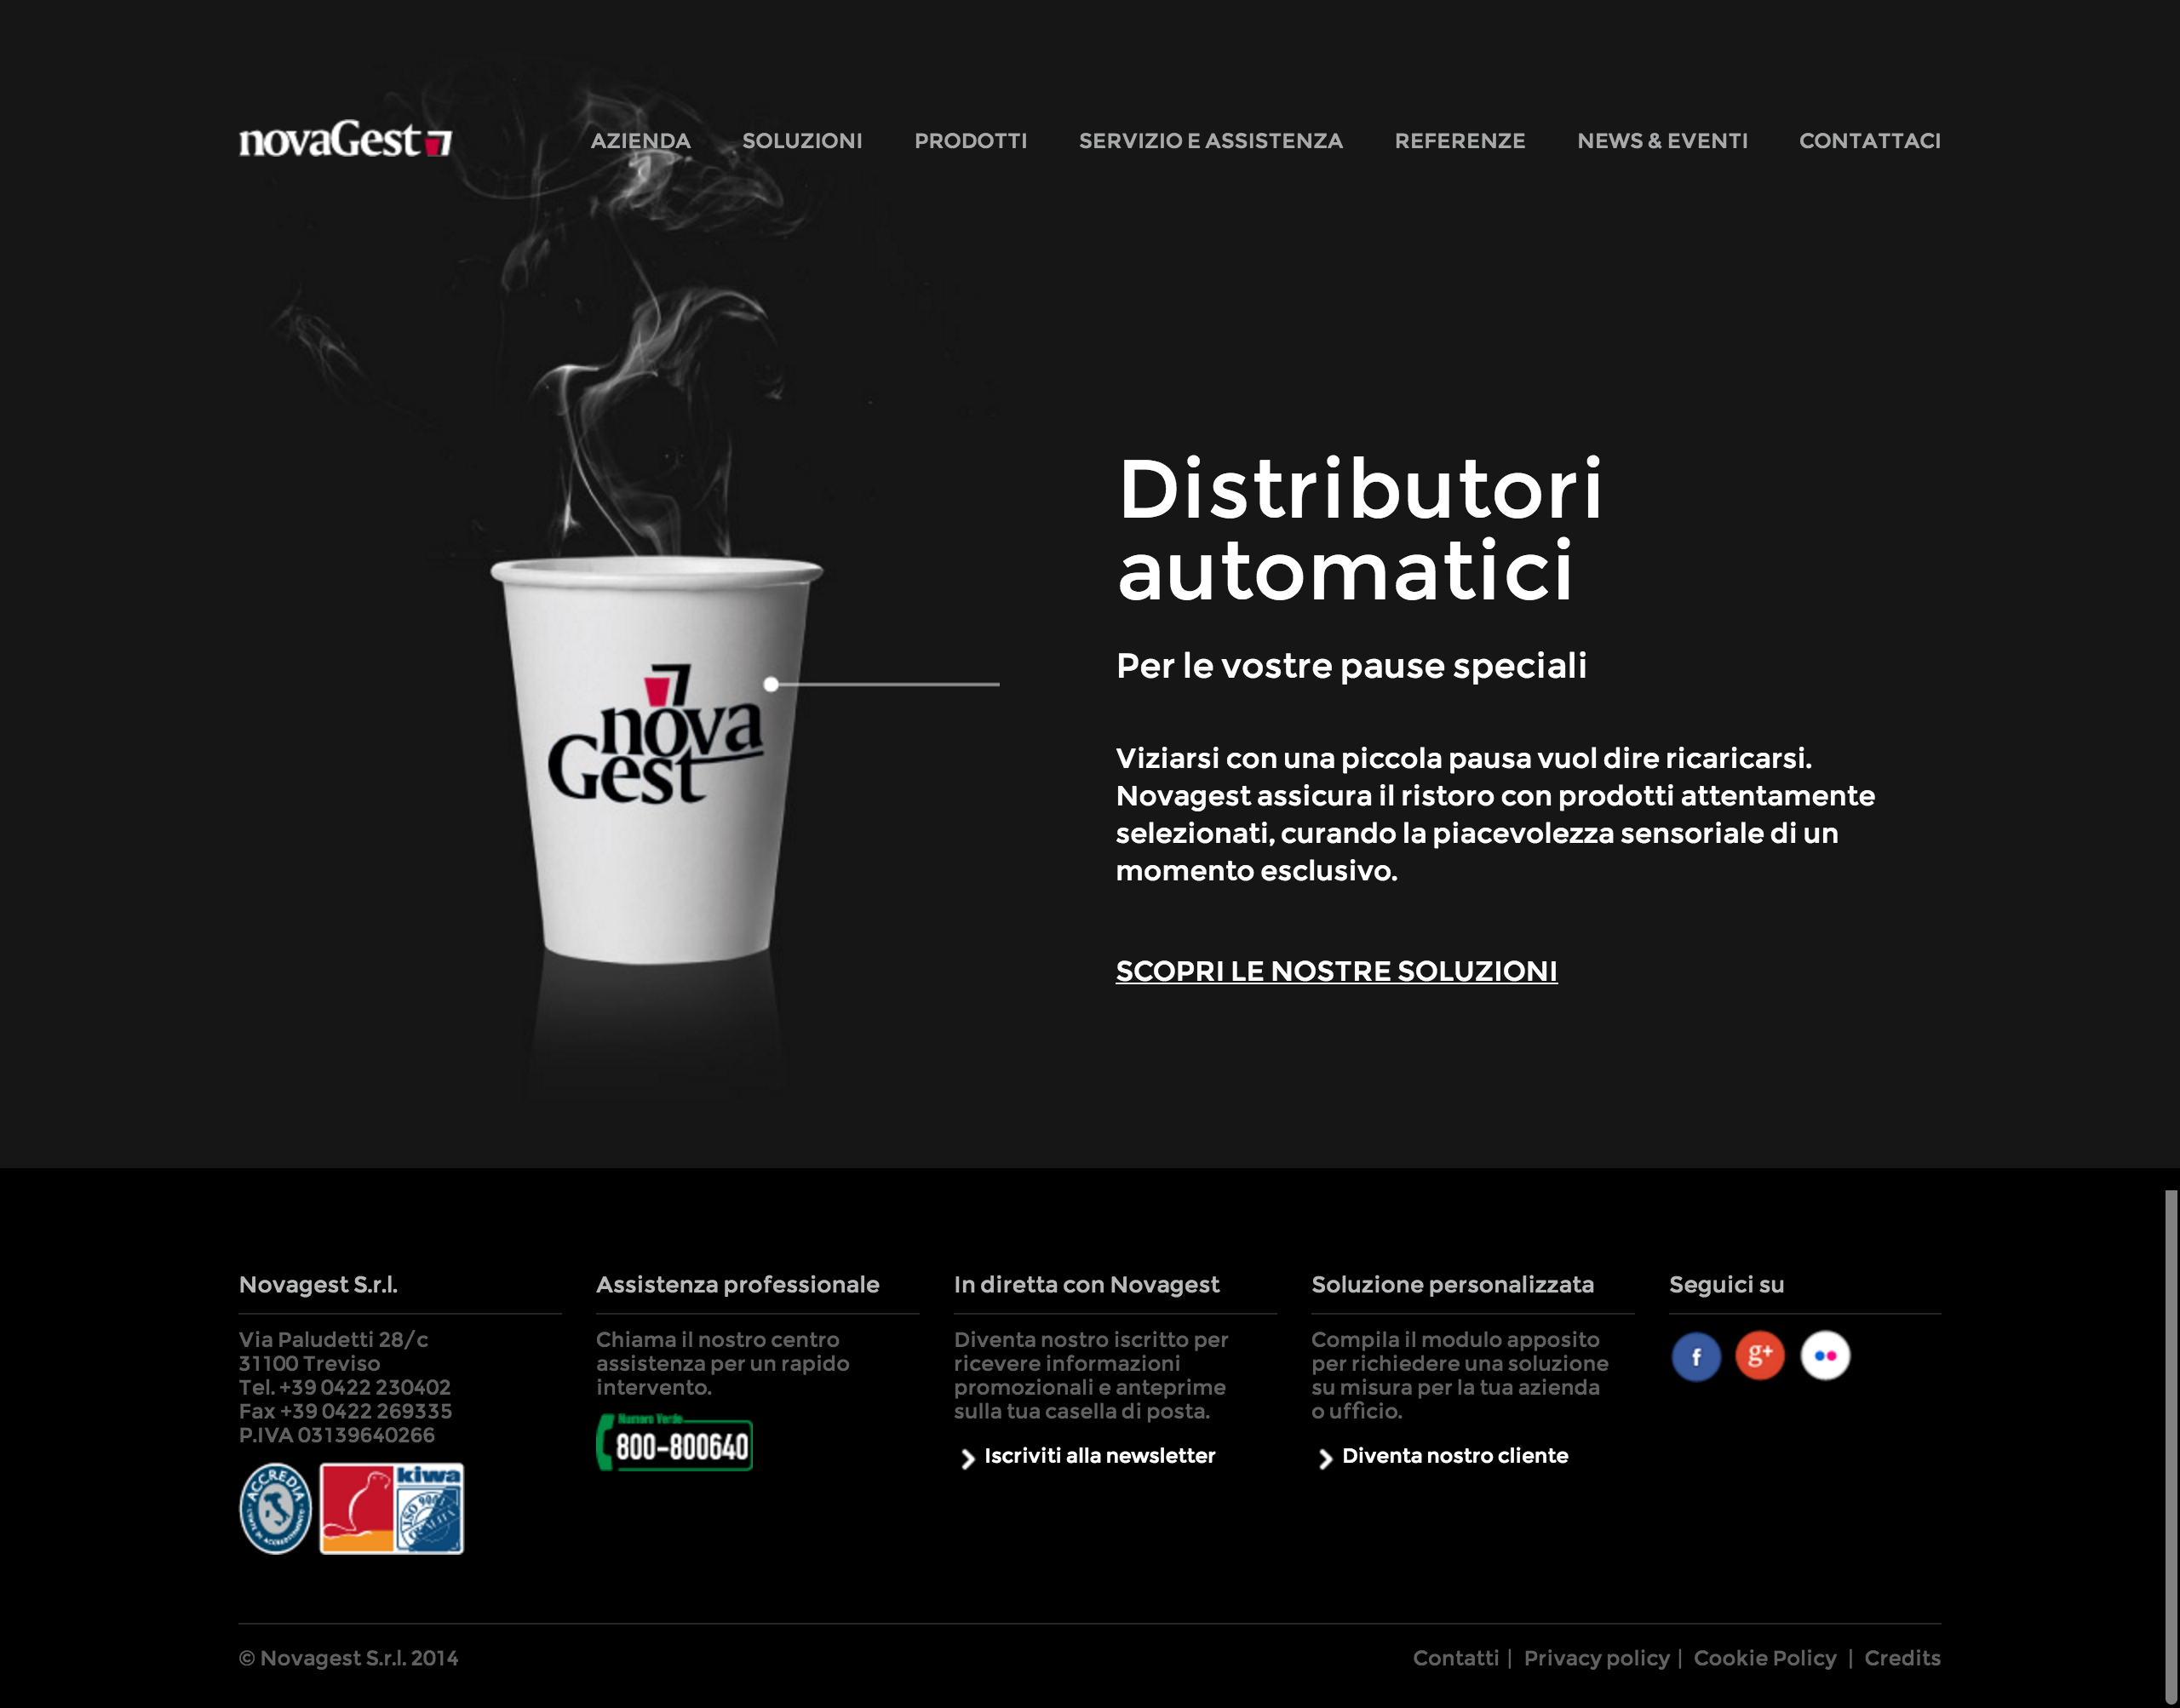 novaGest
AZIENDA
SOLUZIONI
PRODOTTI
SERVIZIO E ASSISTENZA
REFERENZE
NEWS & EVENTI
CONTATTACI
Distributori
automatici
Per le vostre pause speciali
nova
Gest
Viziarsi con una piccola pausa vuol dire ricaricarsi.
Novagest assicura il ristoro con prodotti attentamente
selezionati, curando la piacevolezza sensoriale di un
momento esclusivo.
SCOPRI LE NOSTRE SOLUZIONI
Novagest S.r.l.
Via Paludetti 28/c
31100 Treviso
Tel. +39 0422 230402
Fax +39 0422 269335
P.IVA 03139640266
ACCREDIA
kiwa
ISO 9001
Assistenza professionale
Chiama il nostro centro
assistenza per un rapido
intervento.
Numero Verde
800-800640
In diretta con Novagest
Diventa nostro iscritto per
ricevere informazioni
promozionali e anteprime
sulla tua casella di posta.
Iscriviti alla newsletter
Soluzione personalizzata
Compila il modulo apposito
per richiedere una soluzione
su misura per la tua azienda
o ufficio.
Diventa nostro cliente
Seguici su
f
g+
© Novagest S.r.l. 2014
Contatti | Privacy policy | Cookie Policy | Credits